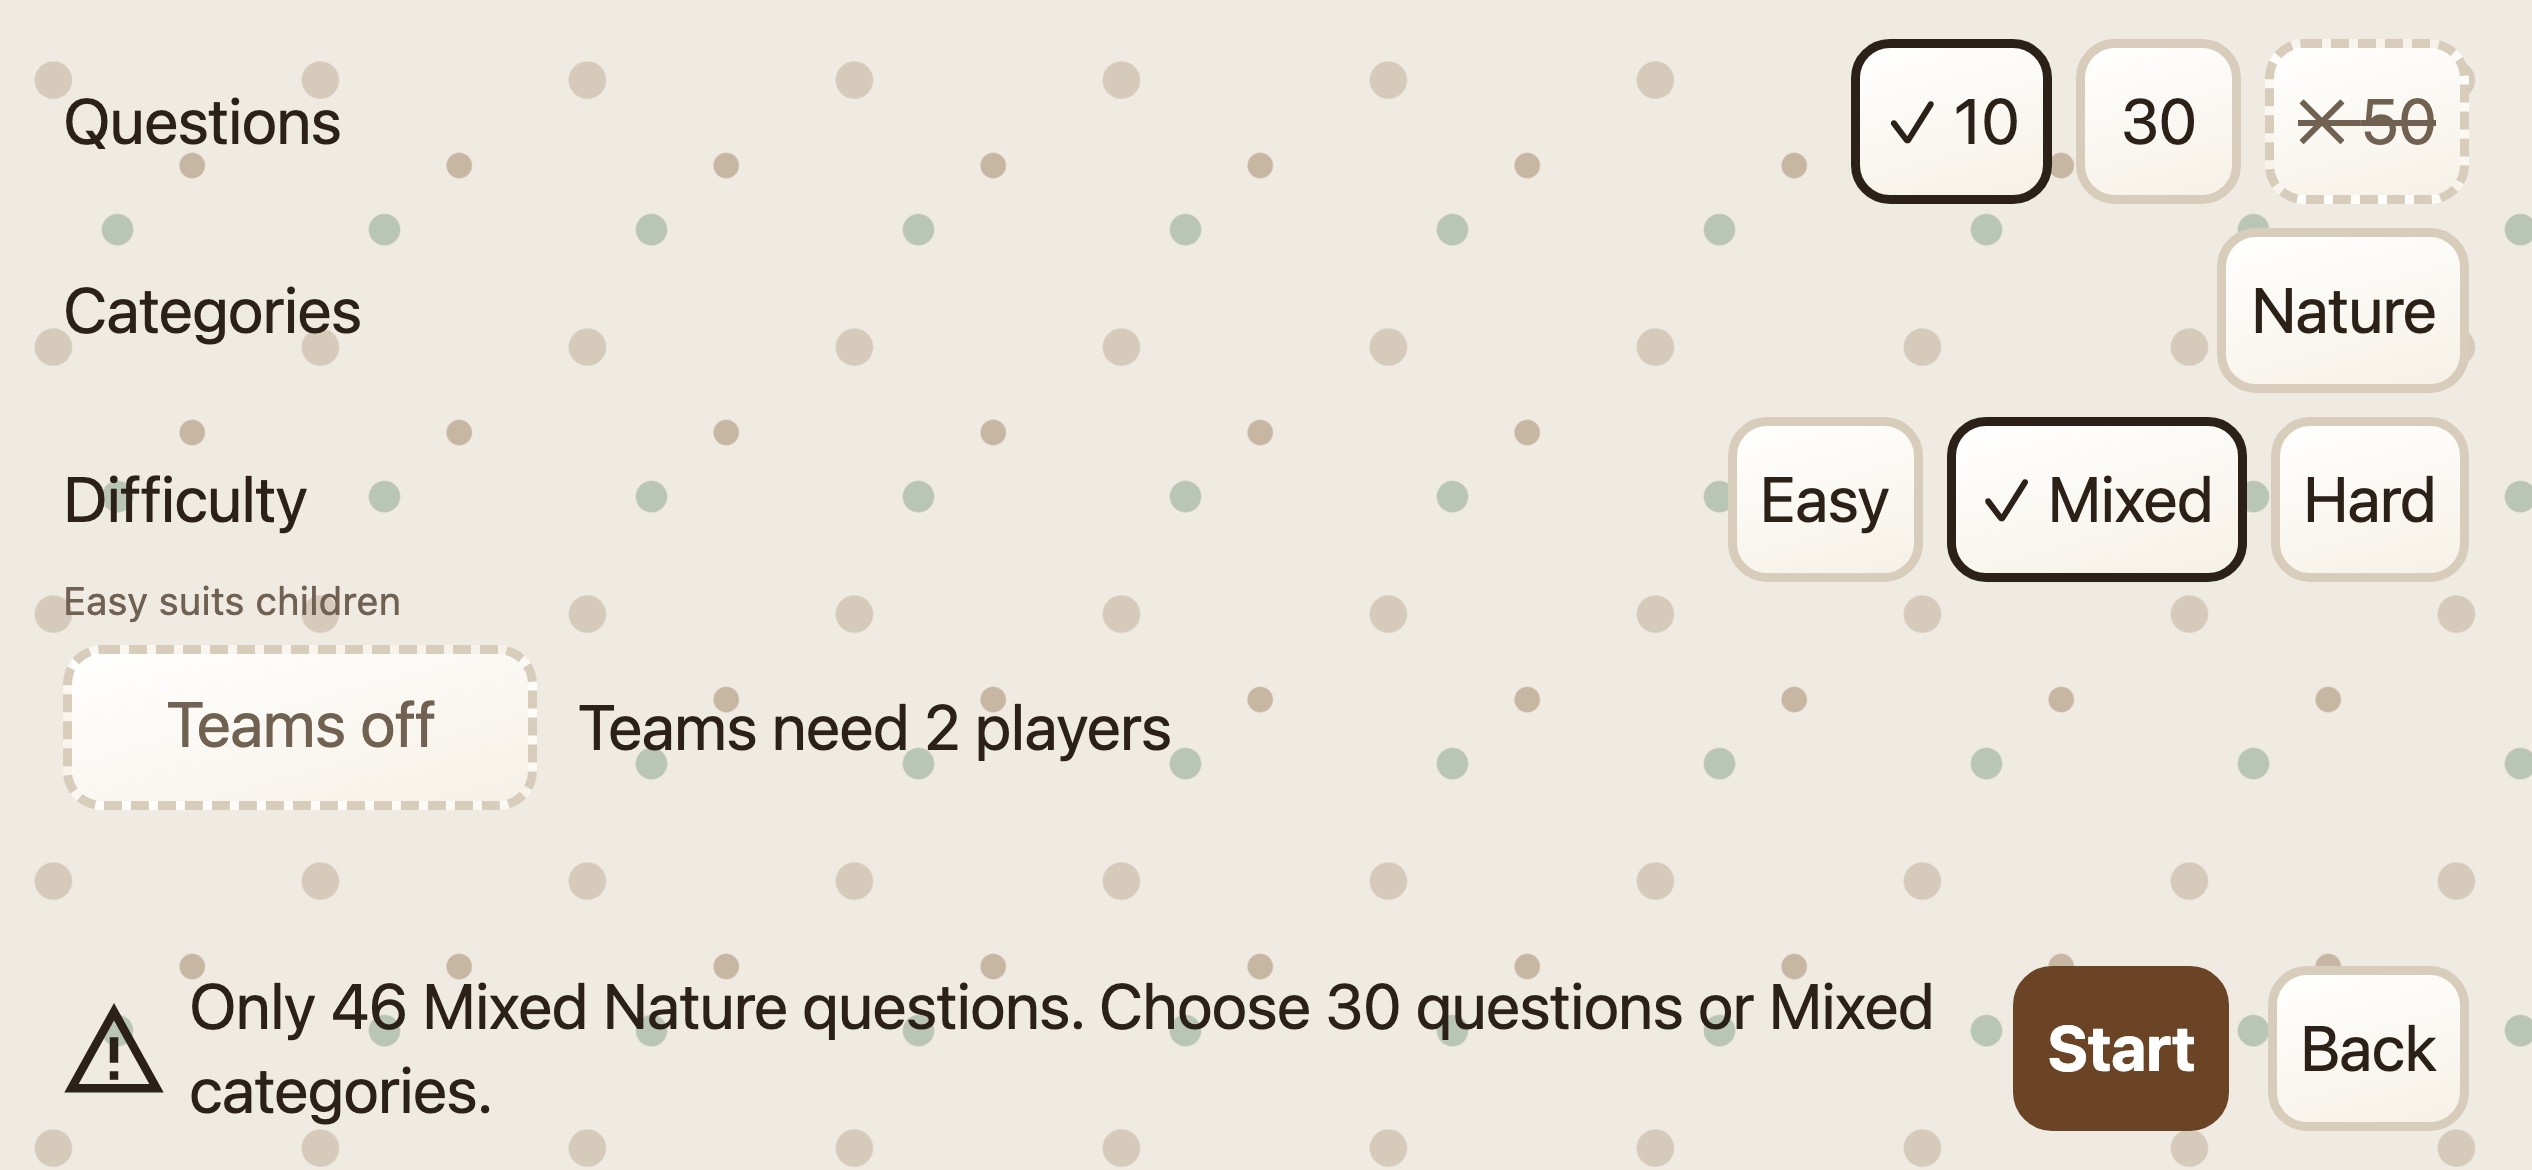 Questions
✓ 10
30
✕ 50
Categories
Nature
Difficulty
Easy
✓ Mixed
Hard
Easy suits children
Teams off
Teams need 2 players
Only 46 Mixed Nature questions. Choose 30 questions or Mixed
categories.
Start
Back